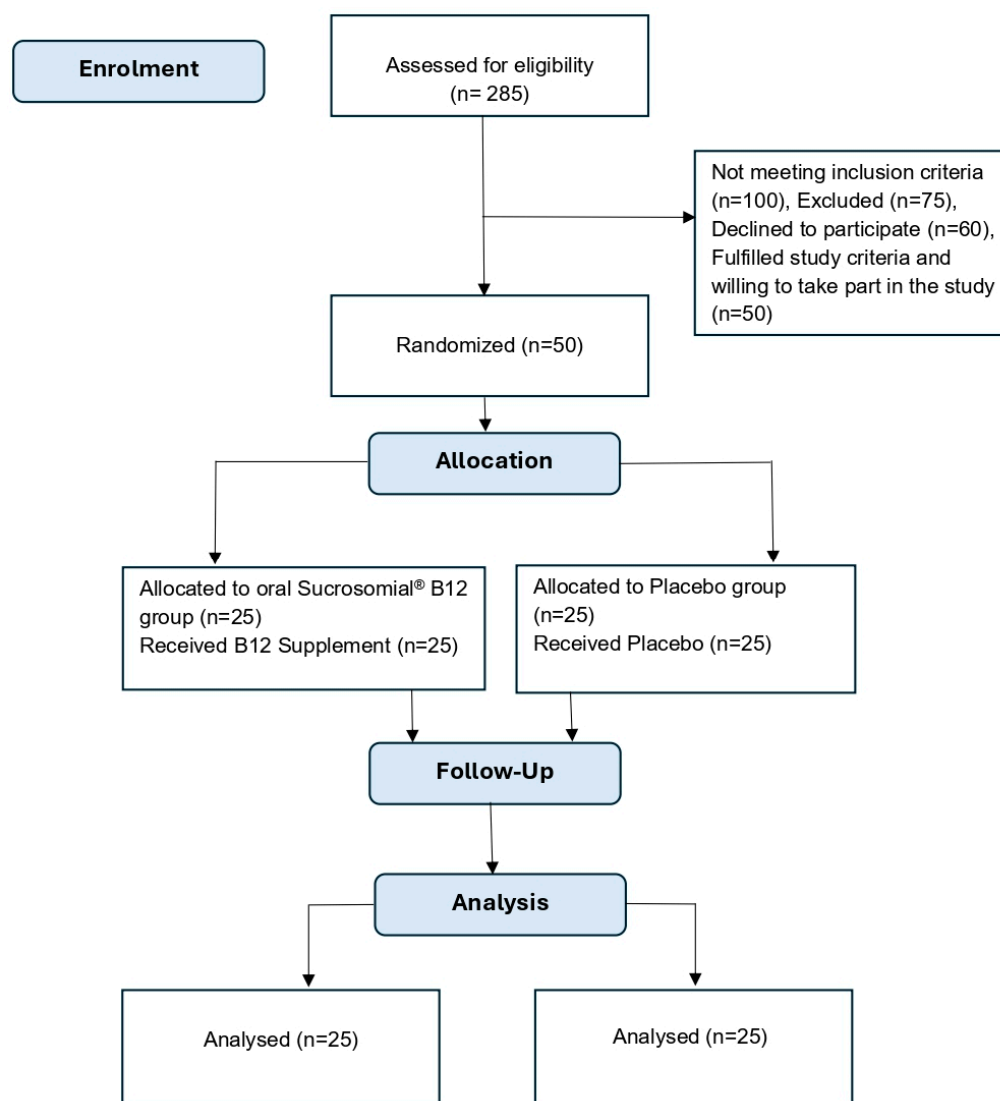 Enrolment
Assessed for eligibility
(n= 285)
Not meeting inclusion criteria
(n=100), Excluded (n=75),
Declined to participate (n=60),
Fulfilled study criteria and
willing to take part in the study
(n=50)
Randomized (n=50)
Allocation
Allocated to oral Sucrosomial® B12
group (n=25)
Received B12 Supplement (n=25)
Allocated to Placebo group
(n=25)
Received Placebo (n=25)
Follow-Up
Analysis
Analysed (n=25)
Analysed (n=25)